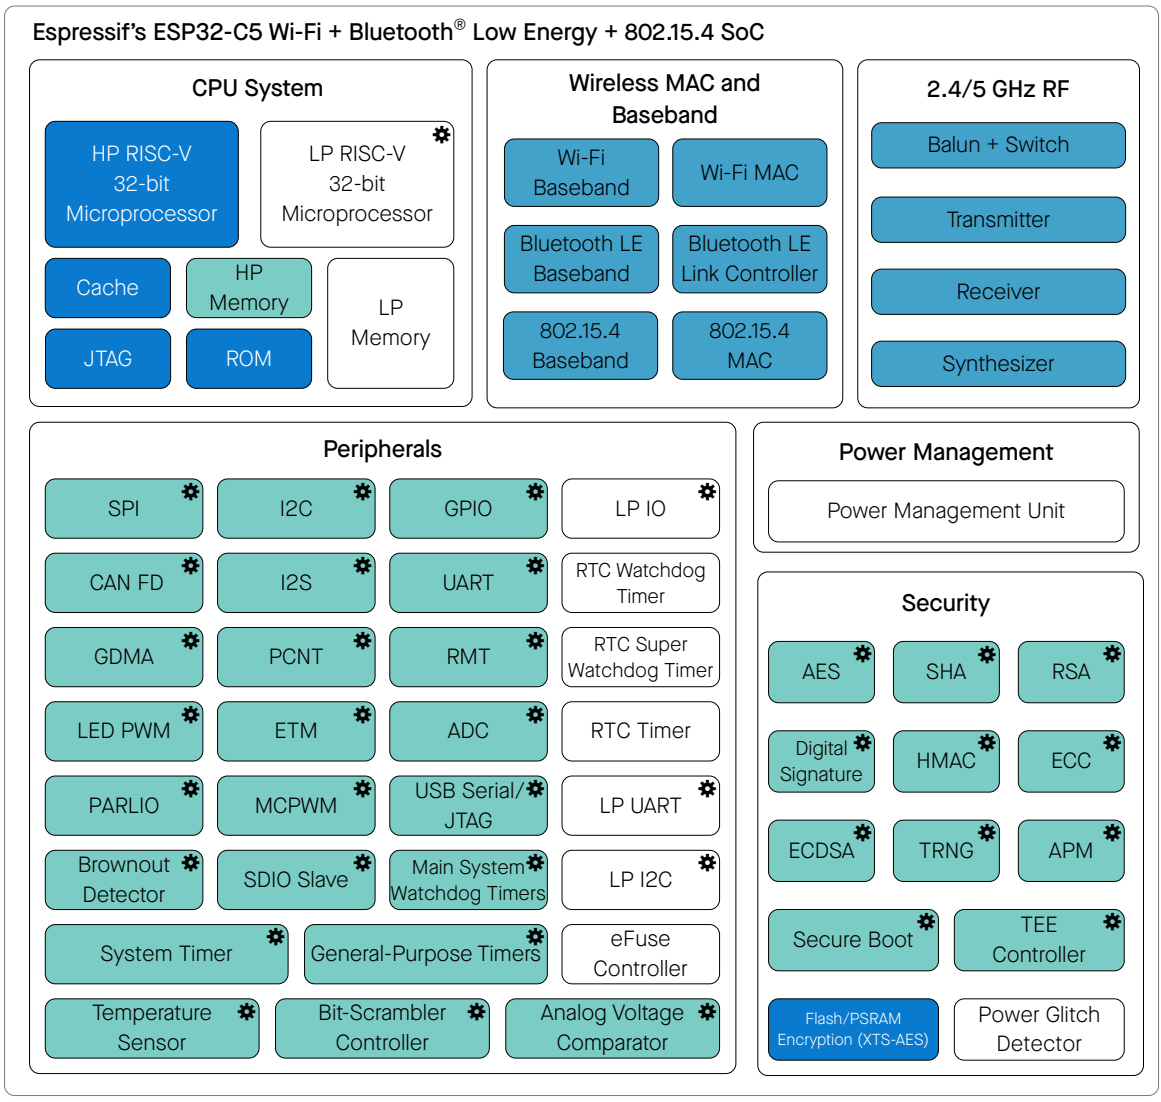 Espressif's ESP32-C5 Wi-Fi + Bluetooth® Low Energy + 802.15.4 SoC
CPU System
HP RISC-V
32-bit
Microprocessor
LP RISC-V
32-bit
Microprocessor
Cache
HP
Memory
LP
Memory
JTAG
ROM
Wireless MAC and
Baseband
Wi-Fi
Baseband
Wi-Fi MAC
Bluetooth LE
Baseband
Bluetooth LE
Link Controller
802.15.4
Baseband
802.15.4
MAC
2.4/5 GHz RF
Balun + Switch
Transmitter
Receiver
Synthesizer
Peripherals
SPI
I2C
GPIO
LP IO
CAN FD
I2S
UART
RTC Watchdog
Timer
GDMA
PCNT
RMT
RTC Super
Watchdog Timer
LED PWM
ETM
ADC
RTC Timer
PARLIO
MCPWM
USB Serial/
JTAG
LP UART
Brownout
Detector
SDIO Slave
Main System
Watchdog Timers
LP I2C
System Timer
General-Purpose Timers
eFuse
Controller
Temperature
Sensor
Bit-Scrambler
Controller
Analog Voltage
Comparator
Power Management
Power Management Unit
Security
AES
SHA
RSA
Digital
Signature
HMAC
ECC
ECDSA
TRNG
APM
Secure Boot
TEE
Controller
Flash/PSRAM
Encryption (XTS-AES)
Power Glitch
Detector